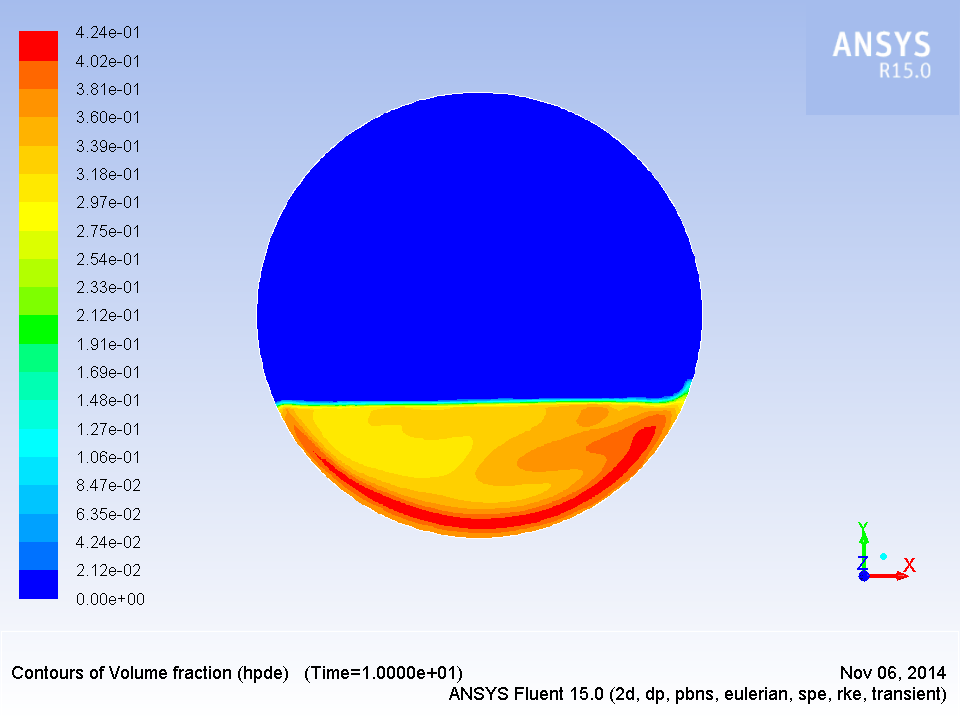 4.24e-01
4.02e-01
3.81e-01
3.60e-01
3.39e-01
3.18e-01
2.97e-01
2.75e-01
2.54e-01
2.33e-01
2.12e-01
1.91e-01
1.69e-01
1.48e-01
1.27e-01
1.06e-01
8.47e-02
6.35e-02
4.24e-02
2.12e-02
0.00e+00
ANSYS
R15.0
Y
Z
X
Contours of Volume fraction (hpde) (Time=1.0000e+01)
Nov 06, 2014
ANSYS Fluent 15.0 (2d, dp, pbns, eulerian, spe, rke, transient)